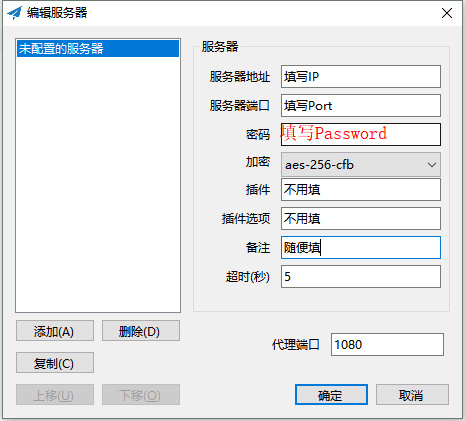 编辑服务器
未配置的服务器
服务器
服务器地址 填写IP
服务器端口 填写Port
密码 填写Password
加密 aes-256-cfb
插件 不用填
插件选项 不用填
备注 随便填
超时(秒) 5
添加(A) 删除(D)
复制(C)
代理端口 1080
上移(U) 下移(O)
确定 取消